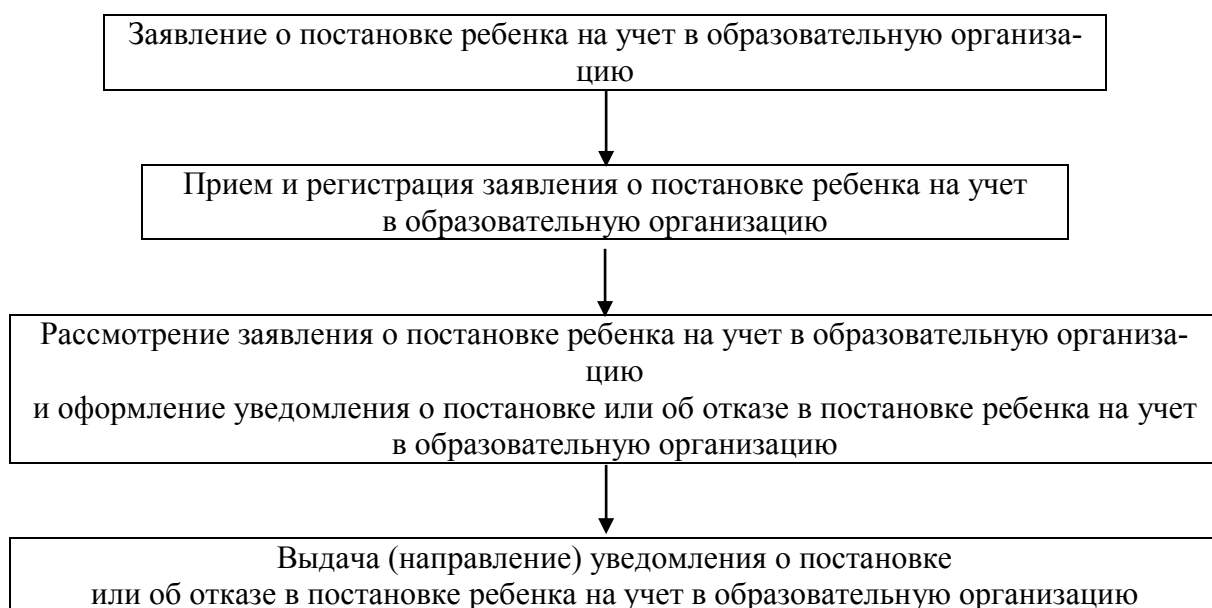 Заявление о постановке ребенка на учет в образовательную организа-
цию
Прием и регистрация заявления о постановке ребенка на учет
в образовательную организацию
Рассмотрение заявления о постановке ребенка на учет в образовательную организа-
цию
и оформление уведомления о постановке или об отказе в постановке ребенка на учет
в образовательную организацию
Выдача (направление) уведомления о постановке
или об отказе в постановке ребенка на учет в образовательную организацию